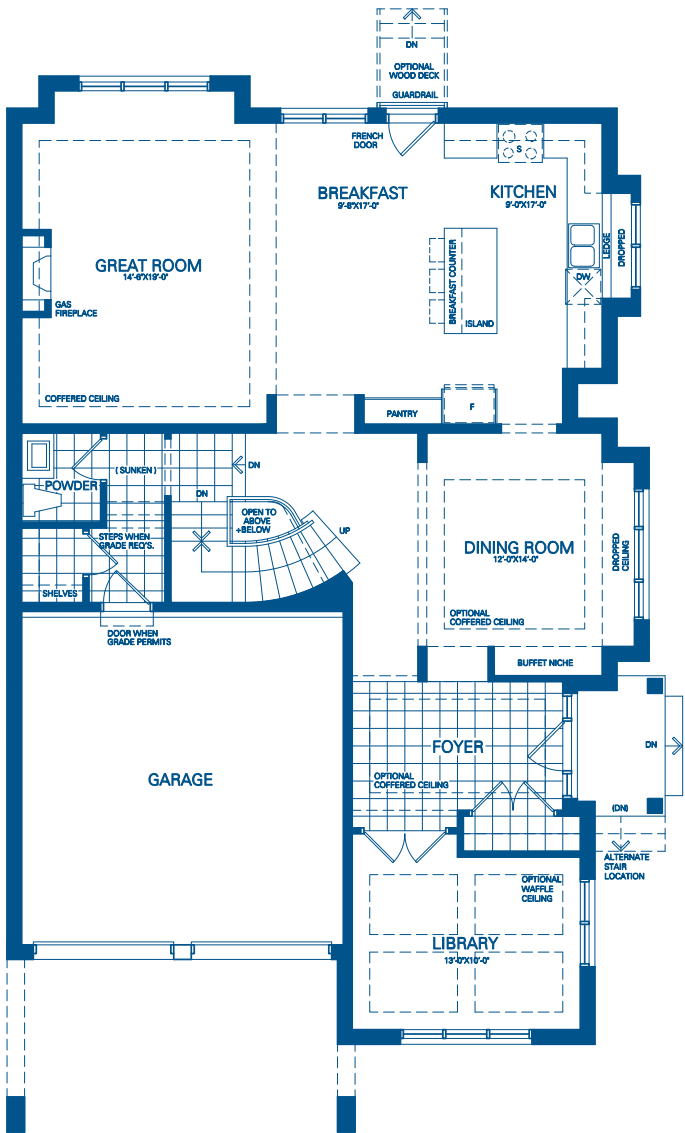 DN
OPTIONAL
WOOD DECK
GUARDRAIL
FRENCH
DOOR
S
BREAKFAST
9'-6"X17'-0"
KITCHEN
9'-0"X17'-0"
GREAT ROOM
14'-6"X19'-0"
GAS
FIREPLACE
BREAKFAST COUNTER
ISLAND
DW
LEDGE
DROPPED
COFFERED CEILING
PANTRY
F
( SUNKEN )
DN
POWDER
DN
OPEN TO
ABOVE
+BELOW
UP
STEPS WHEN
GRADE REQ'S.
SHELVES
DINING ROOM
12'-0"X14'-0"
DROPPED
CEILING
OPTIONAL
COFFERED CEILING
DOOR WHEN
GRADE PERMITS
BUFFET NICHE
FOYER
DN
GARAGE
OPTIONAL
COFFERED CEILING
(DN)
ALTERNATE
STAIR
LOCATION
OPTIONAL
WAFFLE
CEILING
LIBRARY
13'-0"X10'-0"